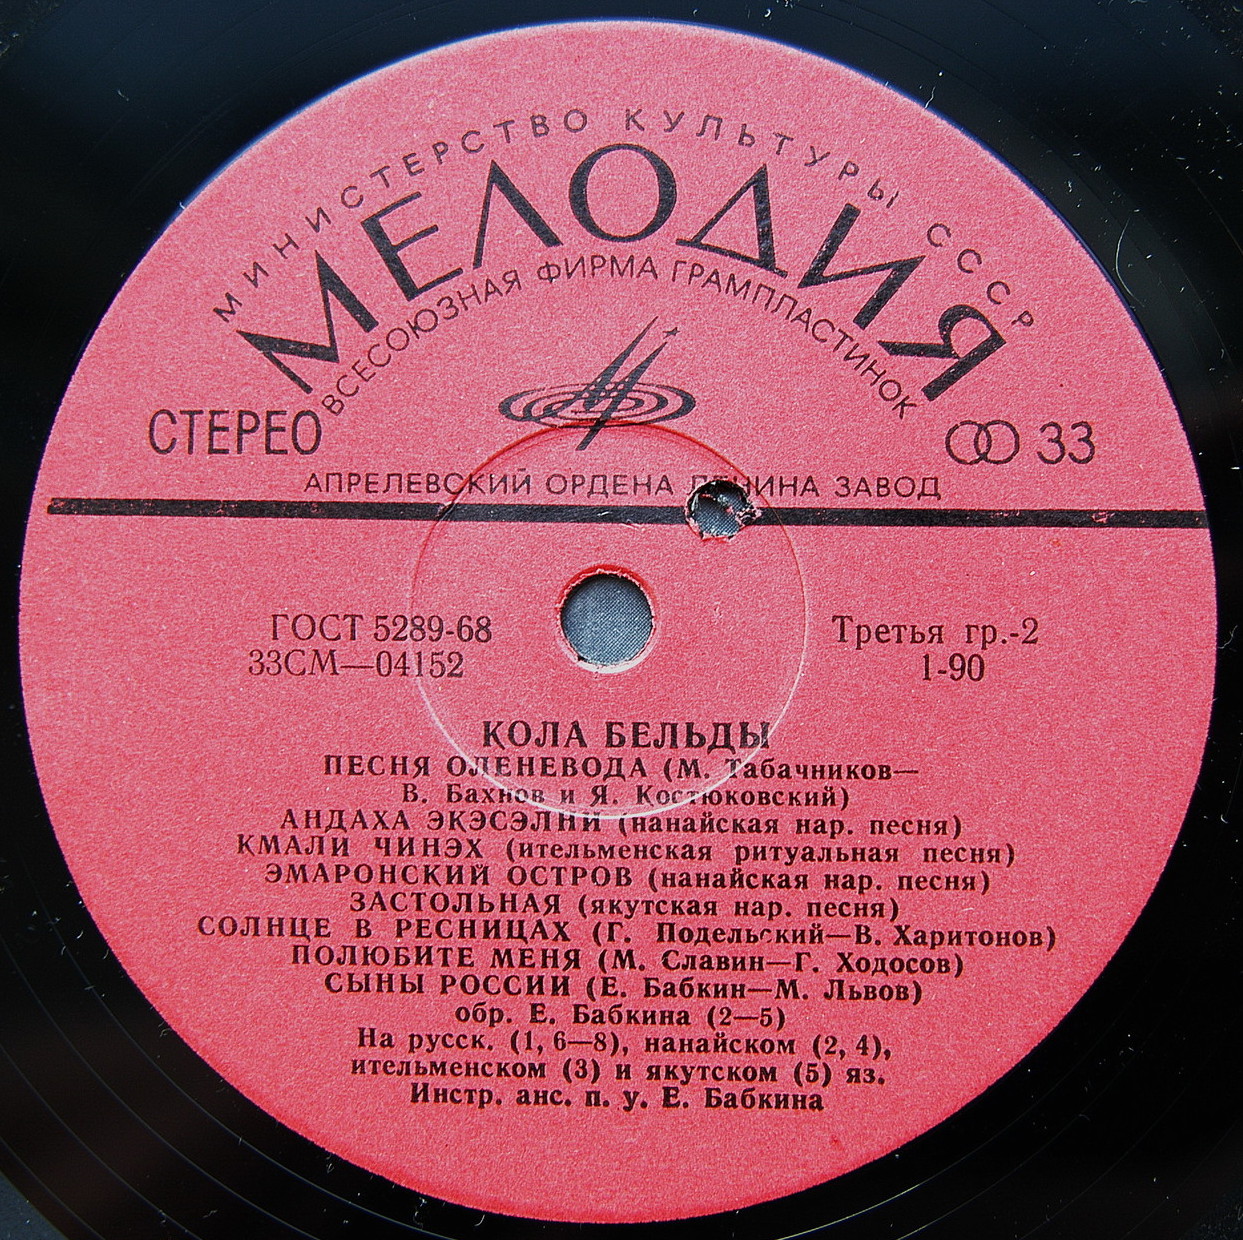 МИНИСТЕРСТВО КУЛЬТУРЫ СССР
МЕЛОДИЯ
ВСЕСОЮЗНАЯ ФИРМА ГРАМПЛАСТИНОК
СТЕРЕО
33
АПРЕЛЕВСКИЙ ОРДЕНА ЛЕНИНА ЗАВОД
ГОСТ 5289-68
33СМ—04152
Третья гр.-2
1-90
КОЛА БЕЛЬДЫ
ПЕСНЯ ОЛЕНЕВОДА (М. Табачников—
В. Бахнов и Я. Костюковский)
АНДАХА ЭКЭСЭЛНИ (нанайская нар. песня)
КМАЛИ ЧИНЭХ (ительменская ритуальная песня)
ЭМАРОНСКИЙ ОСТРОВ (нанайская нар. песня)
ЗАСТОЛЬНАЯ (якутская нар. песня)
СОЛНЦЕ В РЕСНИЦАХ (Г. Подельский—В. Харитонов)
ПОЛЮБИТЕ МЕНЯ (М. Славин—Г. Ходосов)
СЫНЫ РОССИИ (Е. Бабкин—М. Львов)
обр. Е. Бабкина (2—5)
На русск. (1, 6—8), нанайском (2, 4),
ительменском (3) и якутском (5) яз.
Инстр. анс. п. у. Е. Бабкина